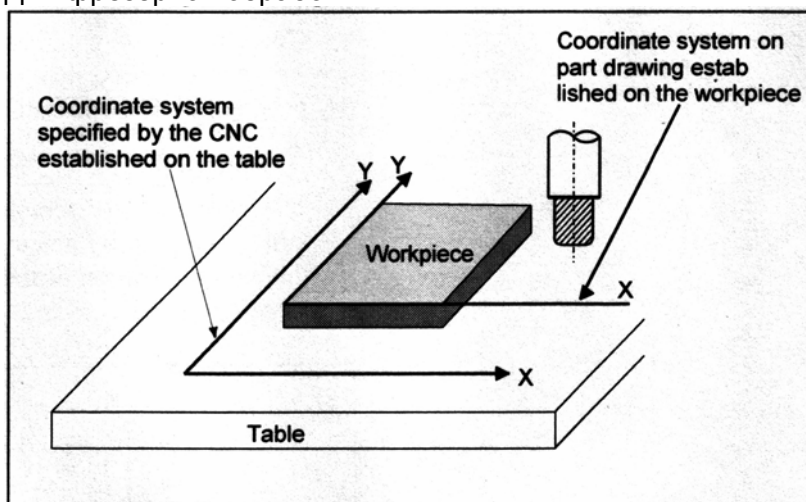 Coordinate system on
part drawing estab
lished on the workpiece
Coordinate system
specified by the CNC
established on the table
Y
Y
Workpiece
X
X
Table